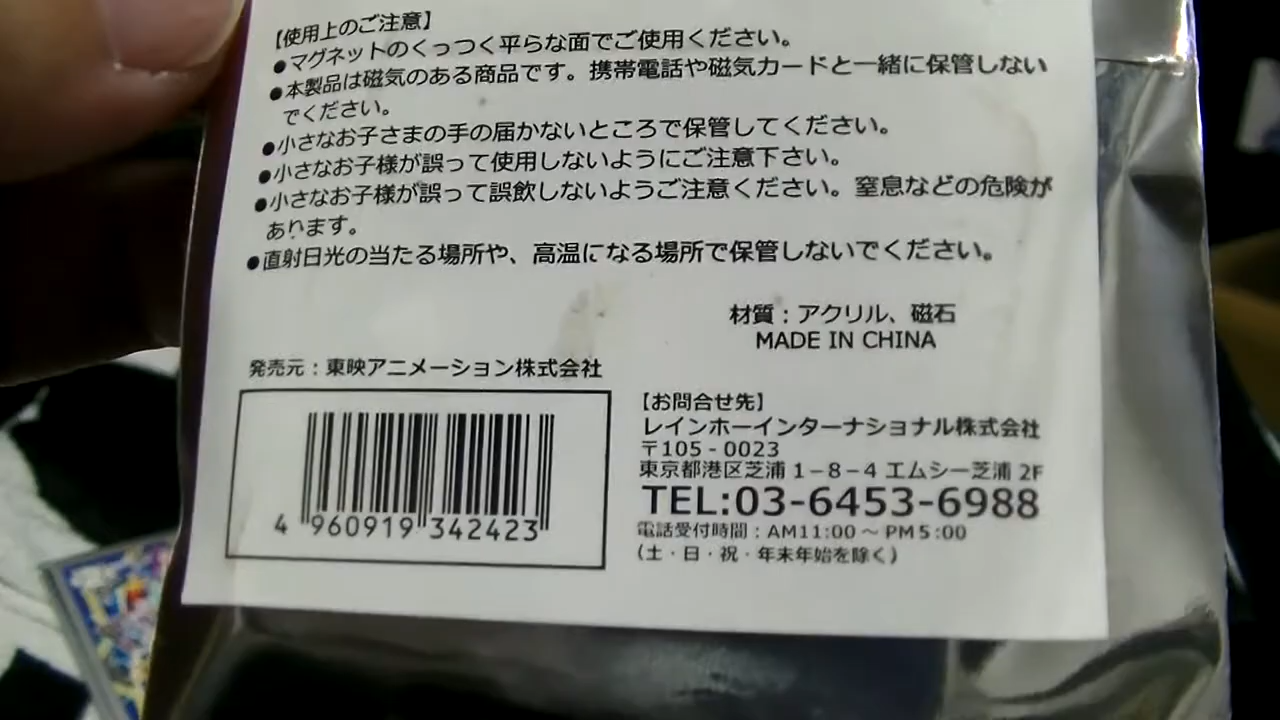 【使用上のご注意】
●マグネットのくっつく平らな面でご使用ください。
●本製品は磁気のある商品です。携帯電話や磁気カードと一緒に保管しない
でください。
●小さなお子さまの手の届かないところで保管してください。
●小さなお子様が誤って使用しないようにご注意下さい。
●小さなお子様が誤って誤飲しないようご注意ください。窒息などの危険が
あります。
●直射日光の当たる場所や、高温になる場所で保管しないでください。
材質：アクリル、磁石
MADE IN CHINA
発売元：東映アニメーション株式会社
4 960919 342423
【お問合せ先】
レインホーインターナショナル株式会社
〒105-0023
東京都港区芝浦1-8-4 エムシー芝浦 2F
TEL:03-6453-6988
電話受付時間：AM11:00～PM5:00
（土・日・祝・年末年始を除く）